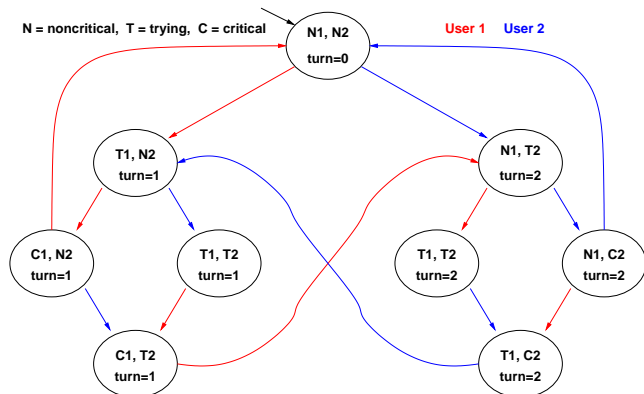 N = noncritical, T = trying, C = critical
User 1 User 2
N1, N2
turn=0
T1, N2
turn=1
N1, T2
turn=2
C1, N2
turn=1
T1, T2
turn=1
T1, T2
turn=2
N1, C2
turn=2
C1, T2
turn=1
T1, C2
turn=2